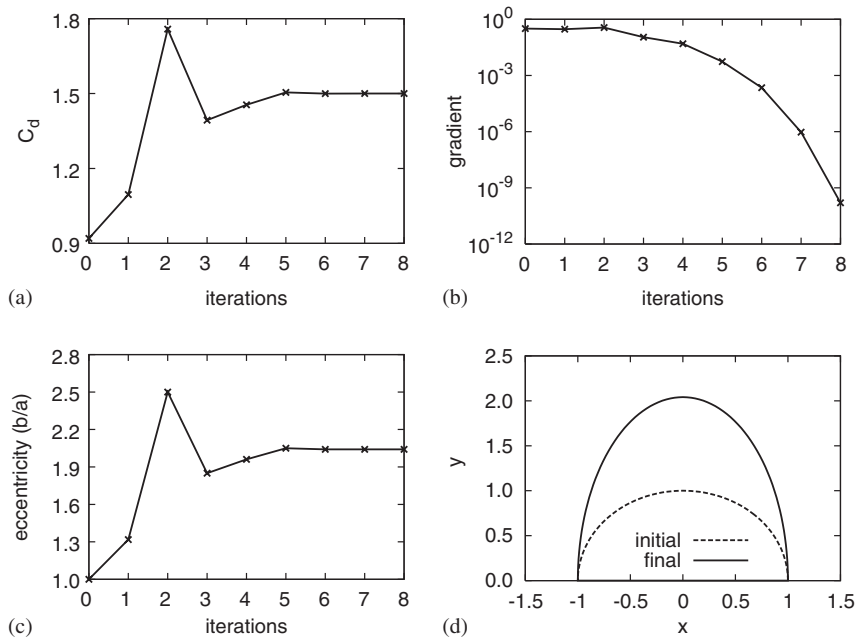 1.8
1.5
1.2
0.9
C_d
0 1 2 3 4 5 6 7 8
iterations
(a)
10^0
10^-3
10^-6
10^-9
10^-12
gradient
0 1 2 3 4 5 6 7 8
iterations
(b)
2.8
2.5
2.2
1.9
1.6
1.3
1.0
eccentricity (b/a)
0 1 2 3 4 5 6 7 8
iterations
(c)
2.5
2.0
1.5
1.0
0.5
0.0
y
initial
final
-1.5 -1 -0.5 0 0.5 1 1.5
x
(d)